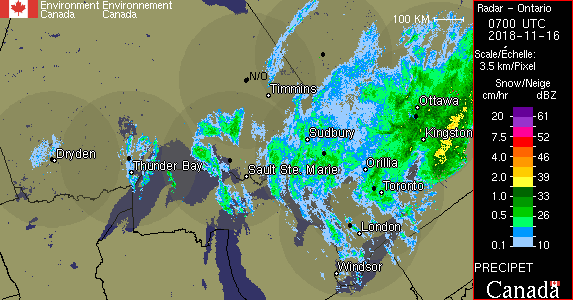 Environment Environnement
Canada Canada
100 KM
N/O
Timmins
Ottawa
Kingston
Sudbury
Dryden
Thunder Bay
Sault Ste. Marie
Orillia
Toronto
London
Windsor
Radar - Ontario
0700 UTC
2018-11-16
Scale/Échelle:
3.5 km/Pixel
Snow/Neige
cm/hr dBZ
20 61
7.5 52
4.0 46
2.0 39
1.0 33
0.5 26
0.1 10
PRECIPET
Canada